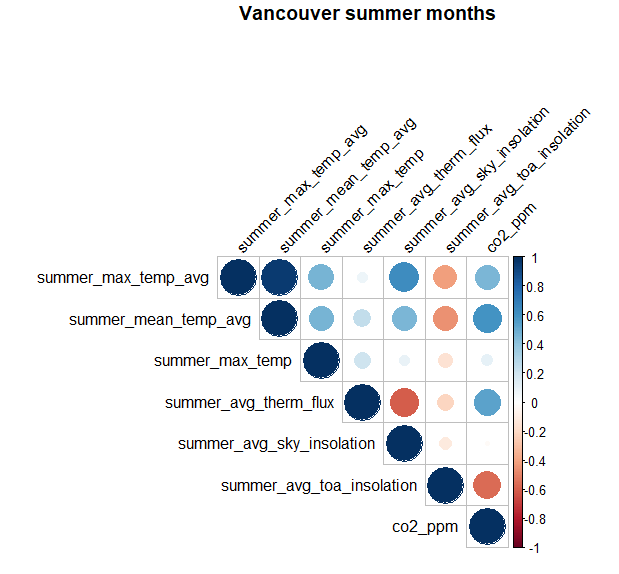 Vancouver summer months
summer_max_temp_avg
summer_mean_temp_avg
summer_max_temp
summer_avg_therm_flux
summer_avg_sky_insolation
summer_avg_toa_insolation
co2_ppm
summer_max_temp_avg
summer_mean_temp_avg
summer_max_temp
summer_avg_therm_flux
summer_avg_sky_insolation
summer_avg_toa_insolation
co2_ppm
1
0.8
0.6
0.4
0.2
0
-0.2
-0.4
-0.6
-0.8
-1